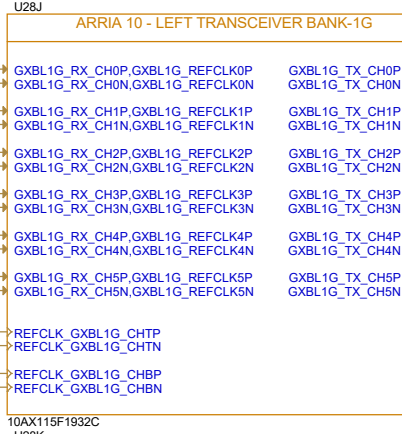 U28J
ARRIA 10 - LEFT TRANSCEIVER BANK-1G
GXBL1G_RX_CH0P,GXBL1G_REFCLK0P GXBL1G_TX_CH0P
GXBL1G_RX_CH0N,GXBL1G_REFCLK0N GXBL1G_TX_CH0N
GXBL1G_RX_CH1P,GXBL1G_REFCLK1P GXBL1G_TX_CH1P
GXBL1G_RX_CH1N,GXBL1G_REFCLK1N GXBL1G_TX_CH1N
GXBL1G_RX_CH2P,GXBL1G_REFCLK2P GXBL1G_TX_CH2P
GXBL1G_RX_CH2N,GXBL1G_REFCLK2N GXBL1G_TX_CH2N
GXBL1G_RX_CH3P,GXBL1G_REFCLK3P GXBL1G_TX_CH3P
GXBL1G_RX_CH3N,GXBL1G_REFCLK3N GXBL1G_TX_CH3N
GXBL1G_RX_CH4P,GXBL1G_REFCLK4P GXBL1G_TX_CH4P
GXBL1G_RX_CH4N,GXBL1G_REFCLK4N GXBL1G_TX_CH4N
GXBL1G_RX_CH5P,GXBL1G_REFCLK5P GXBL1G_TX_CH5P
GXBL1G_RX_CH5N,GXBL1G_REFCLK5N GXBL1G_TX_CH5N
REFCLK_GXBL1G_CHTP
REFCLK_GXBL1G_CHTN
REFCLK_GXBL1G_CHBP
REFCLK_GXBL1G_CHBN
10AX115F1932C